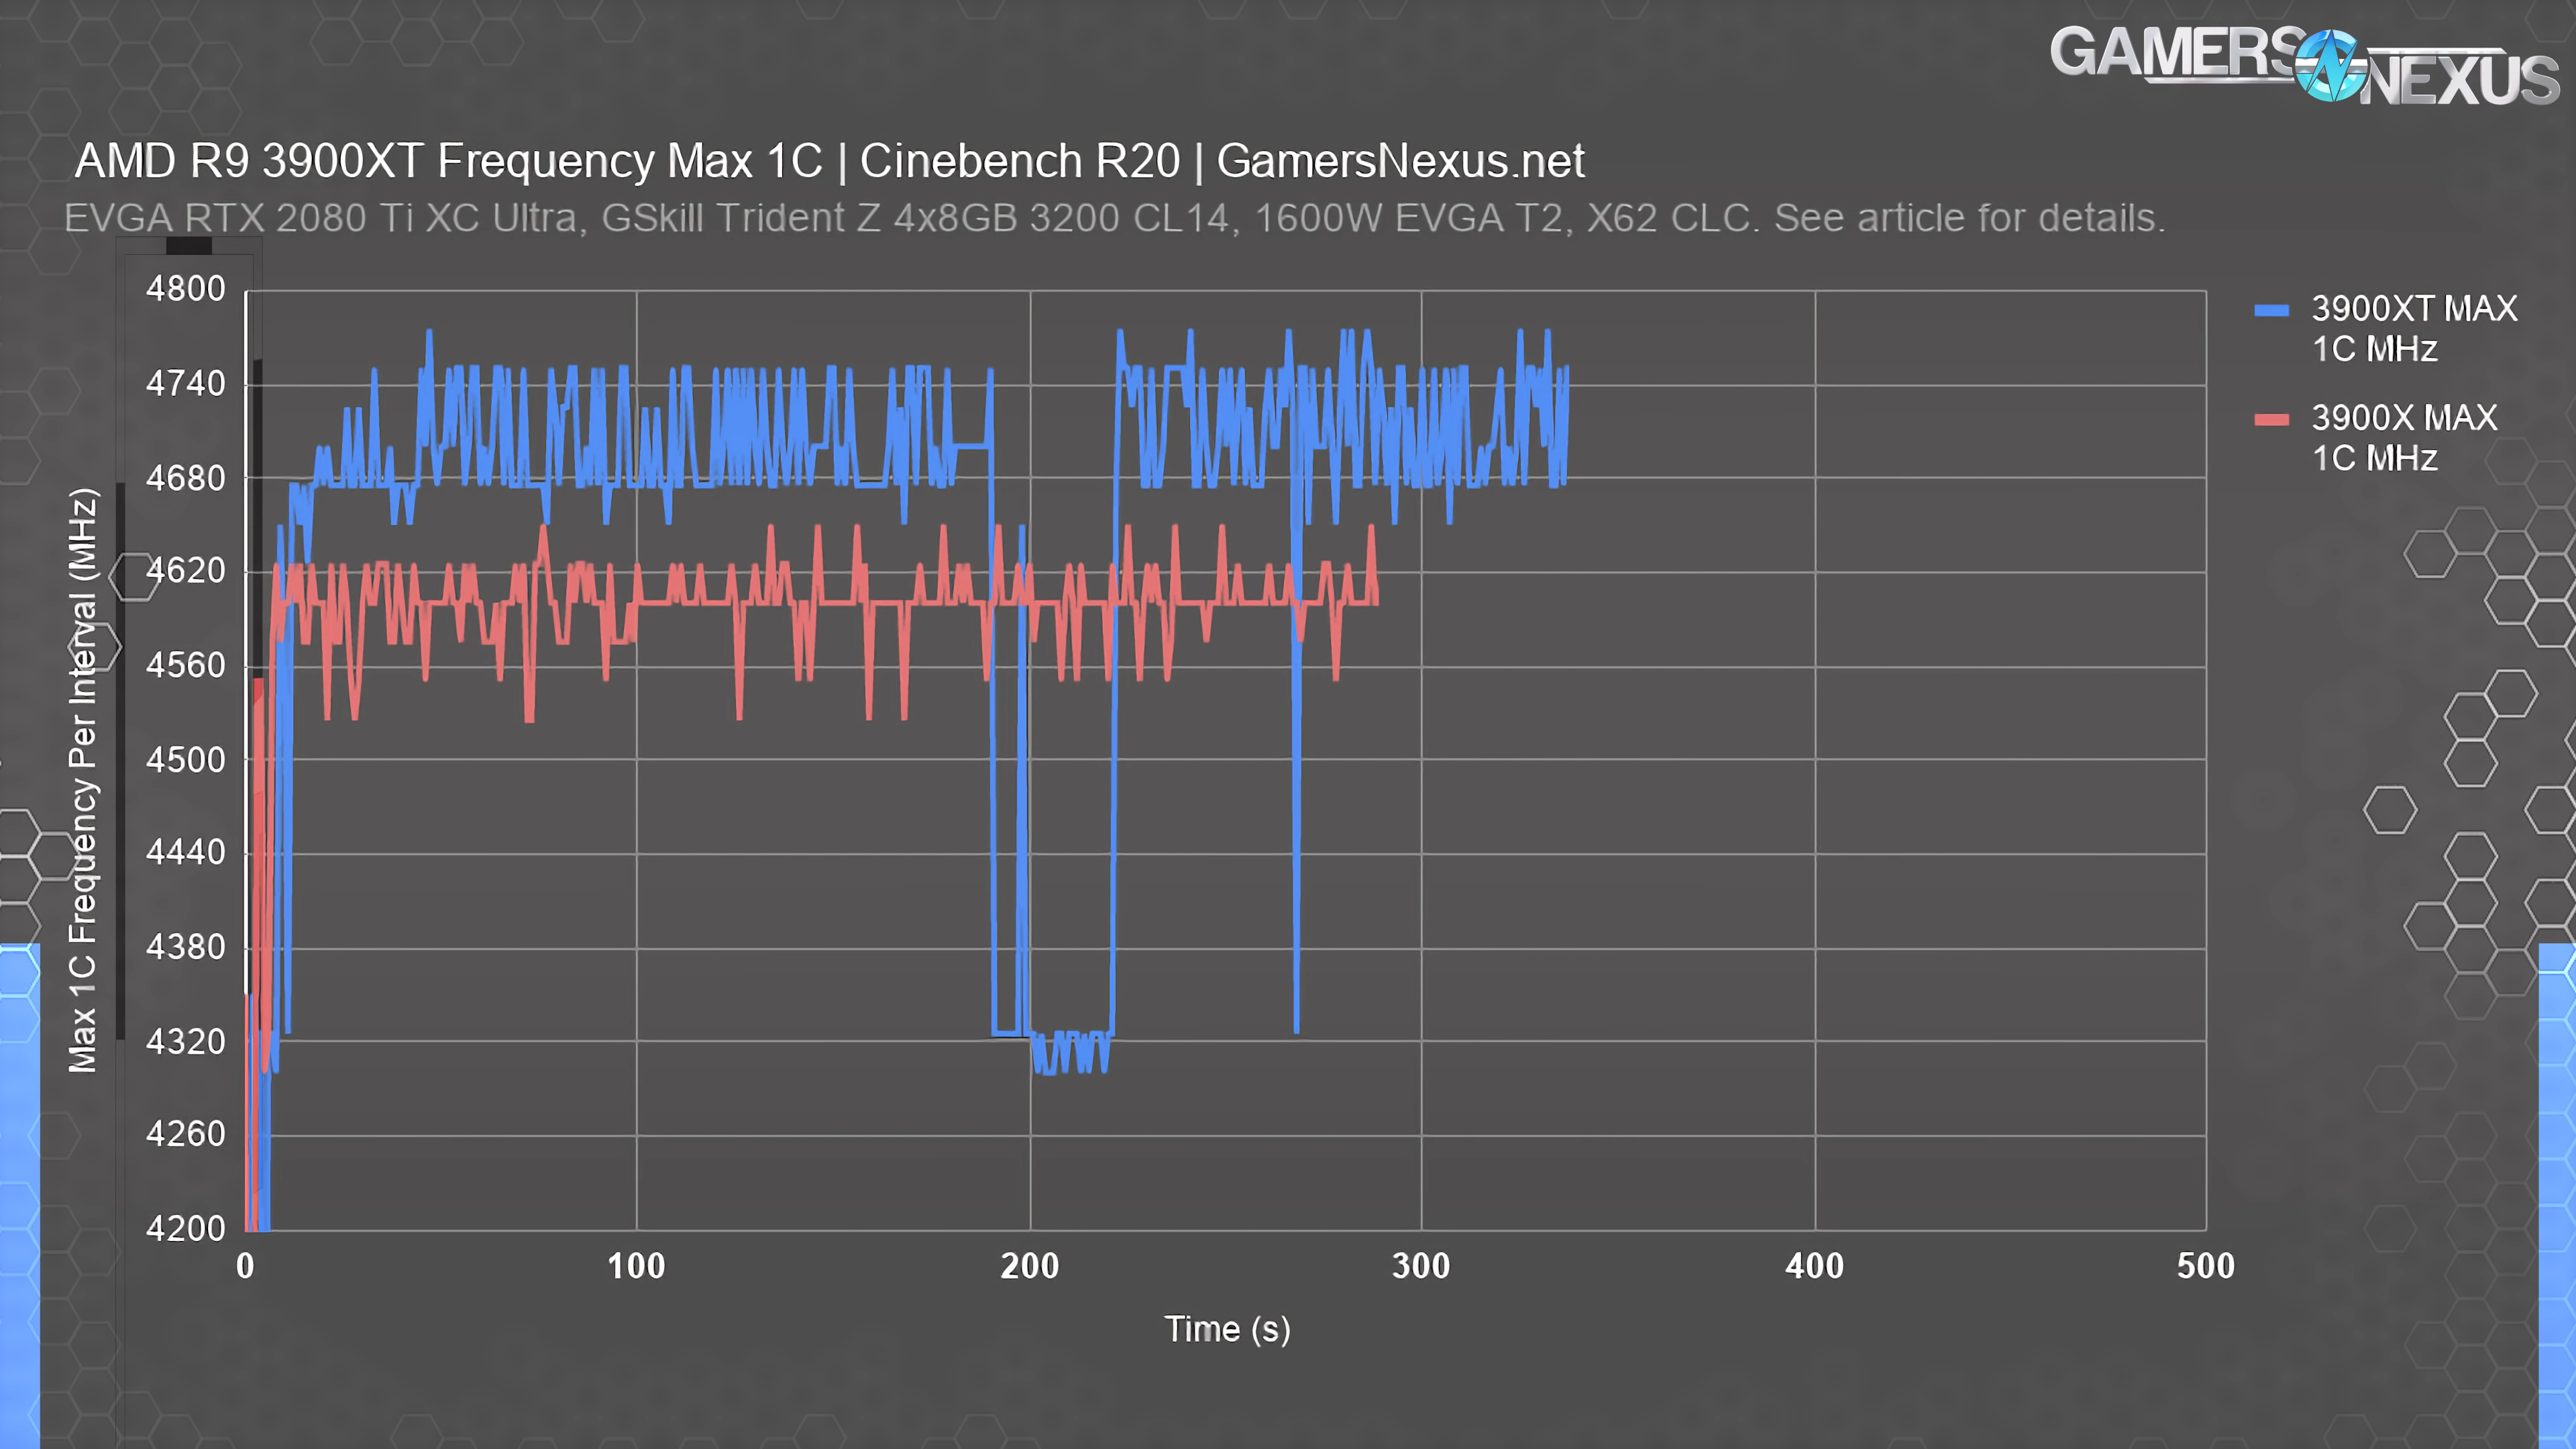 GAMERS NEXUS
AMD R9 3900XT Frequency Max 1C | Cinebench R20 | GamersNexus.net
EVGA RTX 2080 Ti XC Ultra, GSkill Trident Z 4x8GB 3200 CL14, 1600W EVGA T2, X62 CLC. See article for details.
Max 1C Frequency Per Interval (MHz)
4800
4740
4680
4620
4560
4500
4440
4380
4320
4260
4200
0 100 200 300 400 500
Time (s)
3900XT MAX
1C MHz
3900X MAX
1C MHz